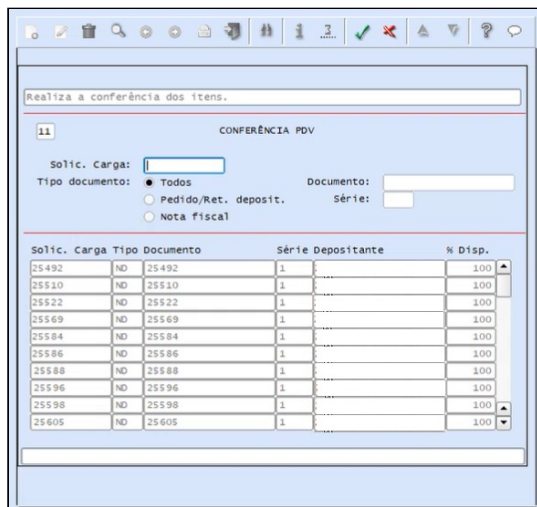 Realiza a conferência dos itens.
11 CONFERÊNCIA PDV
Solic. Carga:
Tipo documento: Todos Documento:
Pedido/Ret. deposit. Série:
Nota fiscal
Solic. Carga Tipo Documento Série Depositante % Disp.
25492 ND 25492 1 100
25510 ND 25510 1 100
25522 ND 25522 1 100
25569 ND 25569 1 100
25584 ND 25584 1 100
25586 ND 25586 1 100
25588 ND 25588 1 100
25596 ND 25596 1 100
25598 ND 25598 1 100
25605 ND 25605 1 100